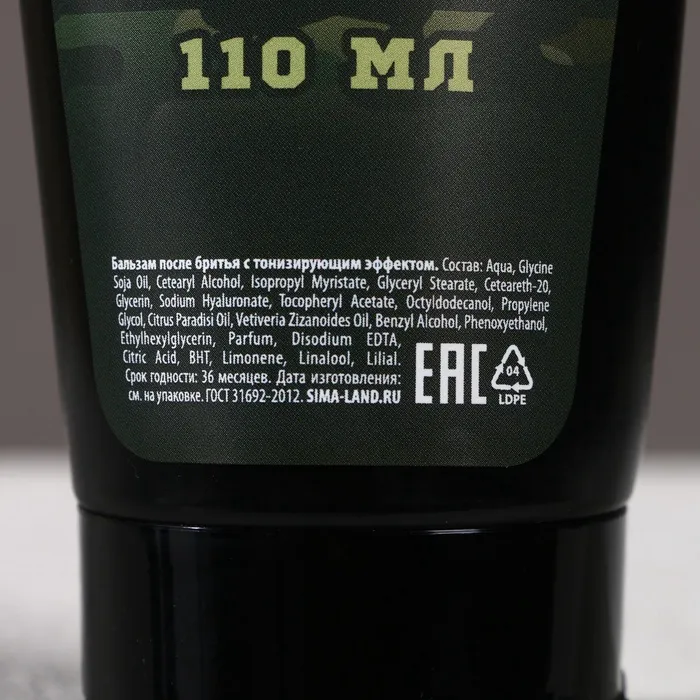 110 МЛ
Бальзам после бритья с тонизирующим эффектом. Состав: Aqua, Glycine
Soja Oil, Cetearyl Alcohol, Isopropyl Myristate, Glyceryl Stearate, Ceteareth-20,
Glycerin, Sodium Hyaluronate, Tocopheryl Acetate, Octyldodecanol, Propylene
Glycol, Citrus Paradisi Oil, Vetiveria Zizanoides Oil, Benzyl Alcohol, Phenoxyethanol,
Ethylhexylglycerin, Parfum, Disodium EDTA,
Citric Acid, BHT, Limonene, Linalool, Lilial.
Срок годности: 36 месяцев. Дата изготовления:
см. на упаковке. ГОСТ 31692-2012. SIMA-LAND.RU
EAC
04
LDPE